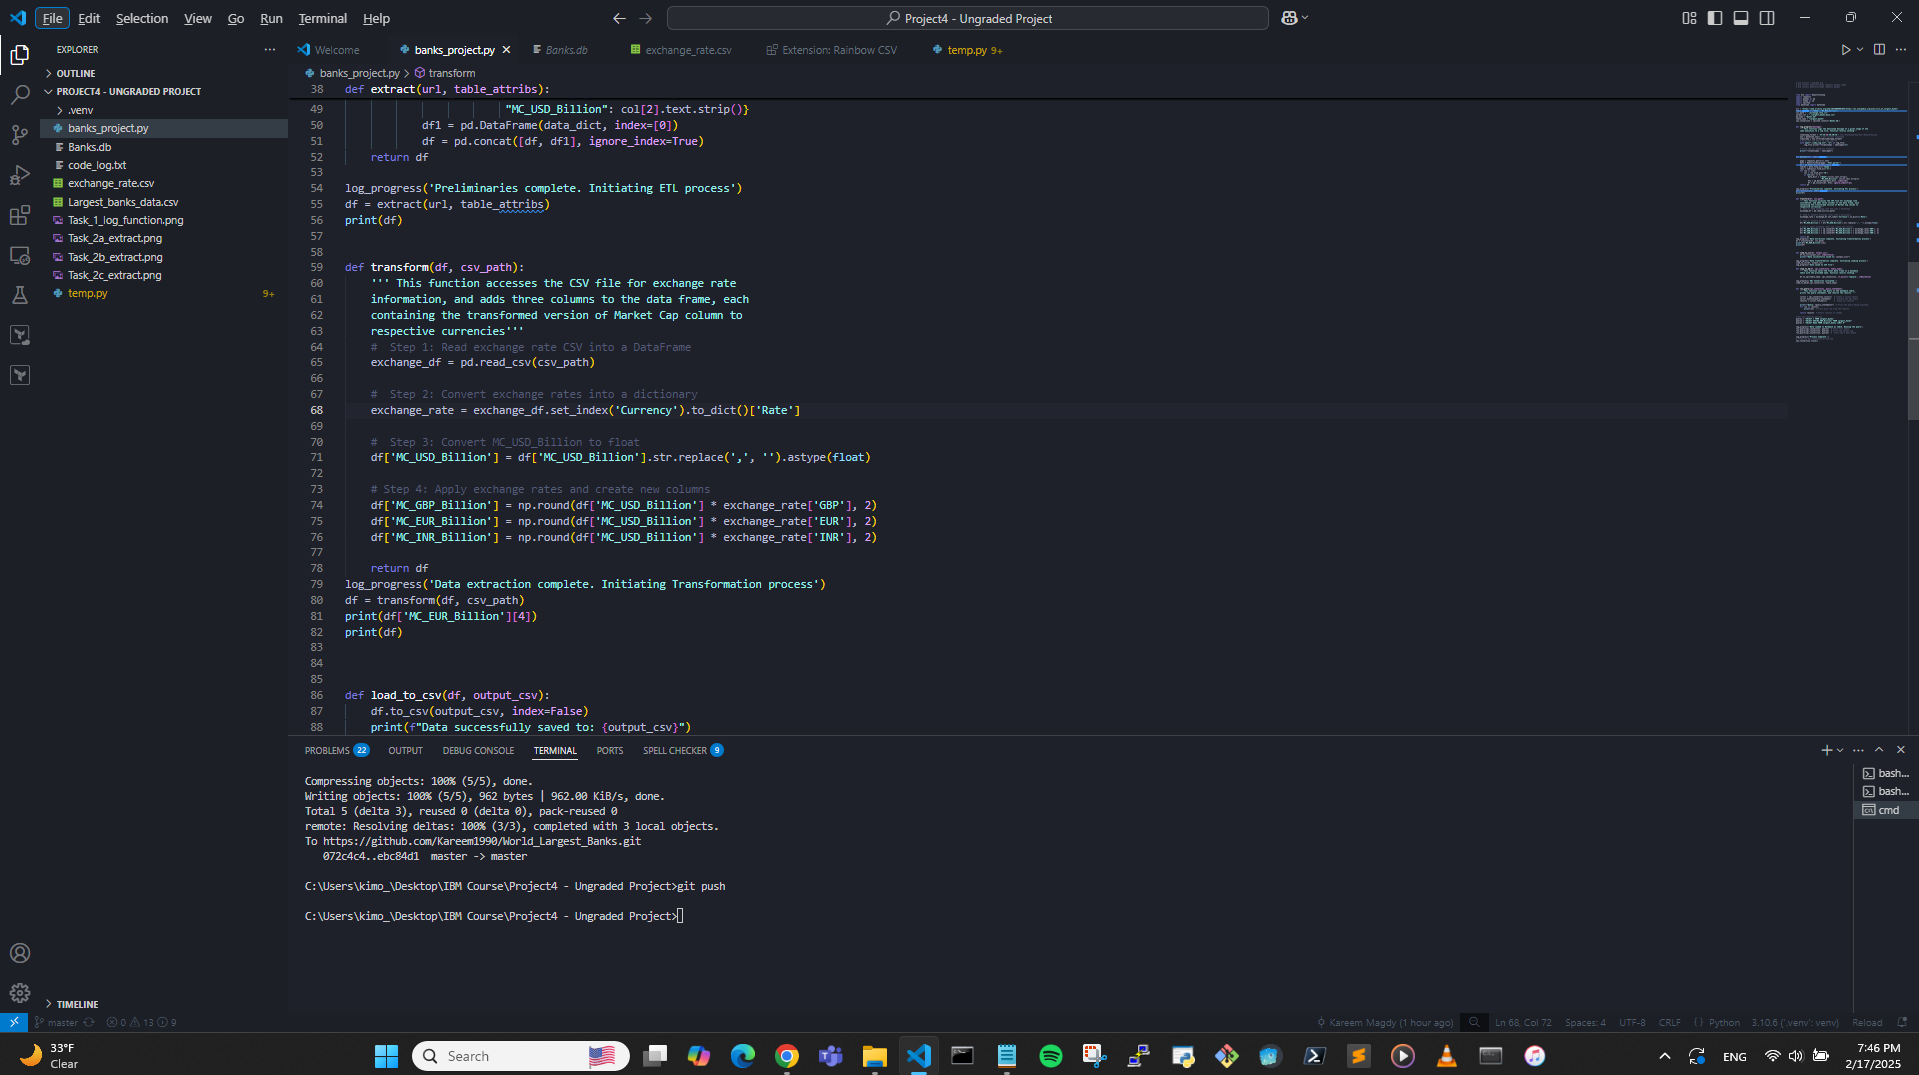 File Edit Selection View Go Run Terminal Help
Project4 - Ungraded Project
EXPLORER
OUTLINE
PROJECT4 - UNGRADED PROJECT
.venv
banks_project.py
Banks.db
code_log.txt
exchange_rate.csv
Largest_banks_data.csv
Task_1_log_function.png
Task_2a_extract.png
Task_2b_extract.png
Task_2c_extract.png
temp.py 9+
TIMELINE
Welcome banks_project.py Banks.db exchange_rate.csv Extension: Rainbow CSV temp.py 9+
banks_project.py > transform
38 def extract(url, table_attribs):
49 "MC_USD_Billion": col[2].text.strip()}
50 df1 = pd.DataFrame(data_dict, index=[0])
51 df = pd.concat([df, df1], ignore_index=True)
52 return df
53
54 log_progress('Preliminaries complete. Initiating ETL process')
55 df = extract(url, table_attribs)
56 print(df)
57
58
59 def transform(df, csv_path):
60 ''' This function accesses the CSV file for exchange rate
61 information, and adds three columns to the data frame, each
62 containing the transformed version of Market Cap column to
63 respective currencies'''
64 #  Step 1: Read exchange rate CSV into a DataFrame
65 exchange_df = pd.read_csv(csv_path)
66
67 #  Step 2: Convert exchange rates into a dictionary
68 exchange_rate = exchange_df.set_index('Currency').to_dict()['Rate']
69
70 #  Step 3: Convert MC_USD_Billion to float
71 df['MC_USD_Billion'] = df['MC_USD_Billion'].str.replace(',', '').astype(float)
72
73 # Step 4: Apply exchange rates and create new columns
74 df['MC_GBP_Billion'] = np.round(df['MC_USD_Billion'] * exchange_rate['GBP'], 2)
75 df['MC_EUR_Billion'] = np.round(df['MC_USD_Billion'] * exchange_rate['EUR'], 2)
76 df['MC_INR_Billion'] = np.round(df['MC_USD_Billion'] * exchange_rate['INR'], 2)
77
78 return df
79 log_progress('Data extraction complete. Initiating Transformation process')
80 df = transform(df, csv_path)
81 print(df['MC_EUR_Billion'][4])
82 print(df)
83
84
85
86 def load_to_csv(df, output_csv):
87 df.to_csv(output_csv, index=False)
88 print(f"Data successfully saved to: {output_csv}")
PROBLEMS 22 OUTPUT DEBUG CONSOLE TERMINAL PORTS SPELL CHECKER 9
Compressing objects: 100% (5/5), done.
Writing objects: 100% (5/5), 962 bytes | 962.00 KiB/s, done.
Total 5 (delta 3), reused 0 (delta 0), pack-reused 0
remote: Resolving deltas: 100% (3/3), completed with 3 local objects.
To https://github.com/Kareem1990/World_Largest_Banks.git
072c4c4..ebc84d1  master -> master
C:\Users\kimo_\Desktop\IBM Course\Project4 - Ungraded Project>git push
C:\Users\kimo_\Desktop\IBM Course\Project4 - Ungraded Project>
bash...
bash...
cmd
master 0 13 9 Kareem Magdy (1 hour ago) Ln 68, Col 72 Spaces: 4 UTF-8 CRLF Python 3.10.6 ('.venv': venv) Reload
33°F
Clear
Search
ENG
7:46 PM
2/17/2025